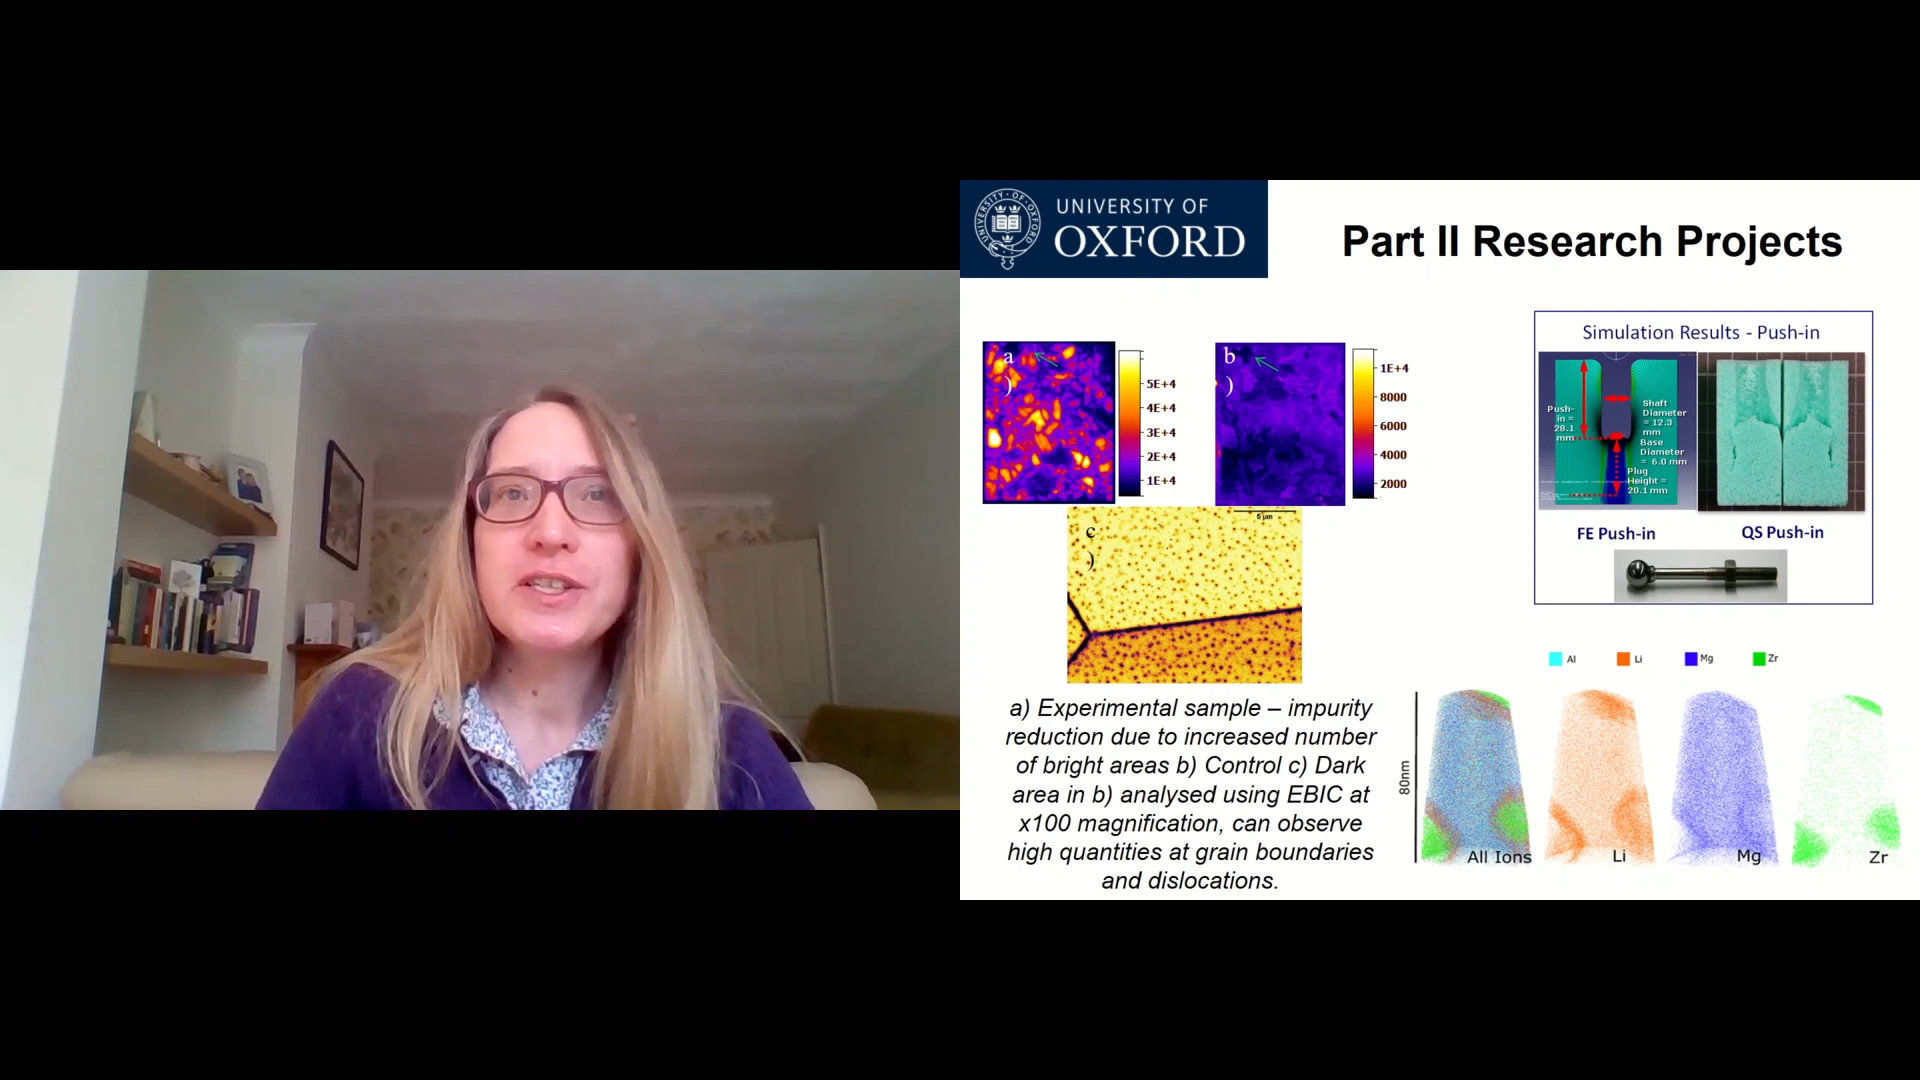 UNIVERSITY OF
OXFORD
Part II Research Projects
a
)
5E+4
4E+4
3E+4
2E+4
1E+4
b
)
1E+4
8000
6000
4000
2000
c
)
5 µm
a) Experimental sample – impurity
reduction due to increased number
of bright areas b) Control c) Dark
area in b) analysed using EBIC at
x100 magnification, can observe
high quantities at grain boundaries
and dislocations.
Simulation Results - Push-in
Push-
in =
28.1
mm
Shaft
Diameter
= 12.3
mm
Base
Diameter
= 6.0 mm
Plug
Height =
20.1 mm
FE Push-in
QS Push-in
Al
Li
Mg
Zr
80nm
All Ions
Li
Mg
Zr